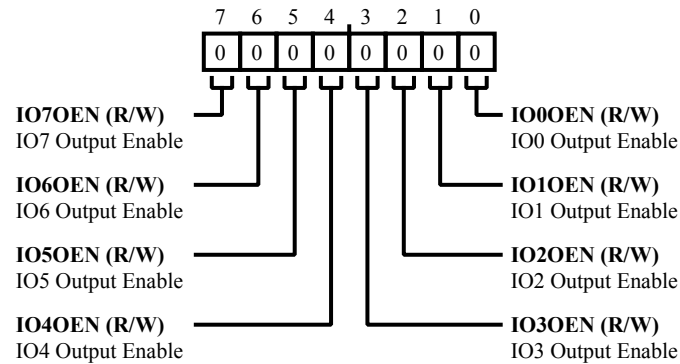 7 6 5 4 3 2 1 0
0 0 0 0 0 0 0 0
IO7OEN (R/W)
IO7 Output Enable
IO6OEN (R/W)
IO6 Output Enable
IO5OEN (R/W)
IO5 Output Enable
IO4OEN (R/W)
IO4 Output Enable
IO0OEN (R/W)
IO0 Output Enable
IO1OEN (R/W)
IO1 Output Enable
IO2OEN (R/W)
IO2 Output Enable
IO3OEN (R/W)
IO3 Output Enable